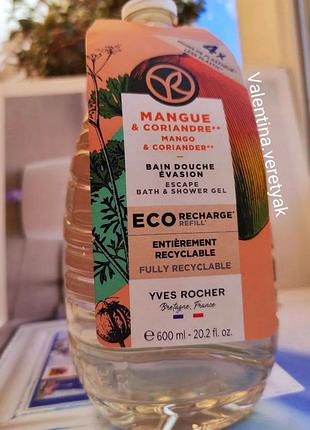 4x
MANGUE
& CORIANDRE**
MANGO
& CORIANDER**
BAIN DOUCHE
ÉVASION
ESCAPE
BATH & SHOWER GEL
ECO RECHARGE*
REFILL*
ENTIÈREMENT
RECYCLABLE
FULLY RECYCLABLE
YVES ROCHER
Bretagne, France
℮ 600 ml - 20.2 fl. oz.
Valentina.veretyak